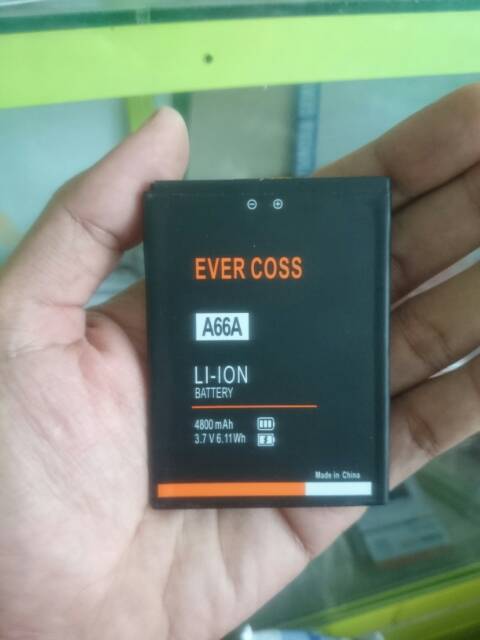 ⊖ ⊕
EVER COSS
A66A
LI-ION
BATTERY
4800 mAh
3.7 V 6.11Wh
Made in China